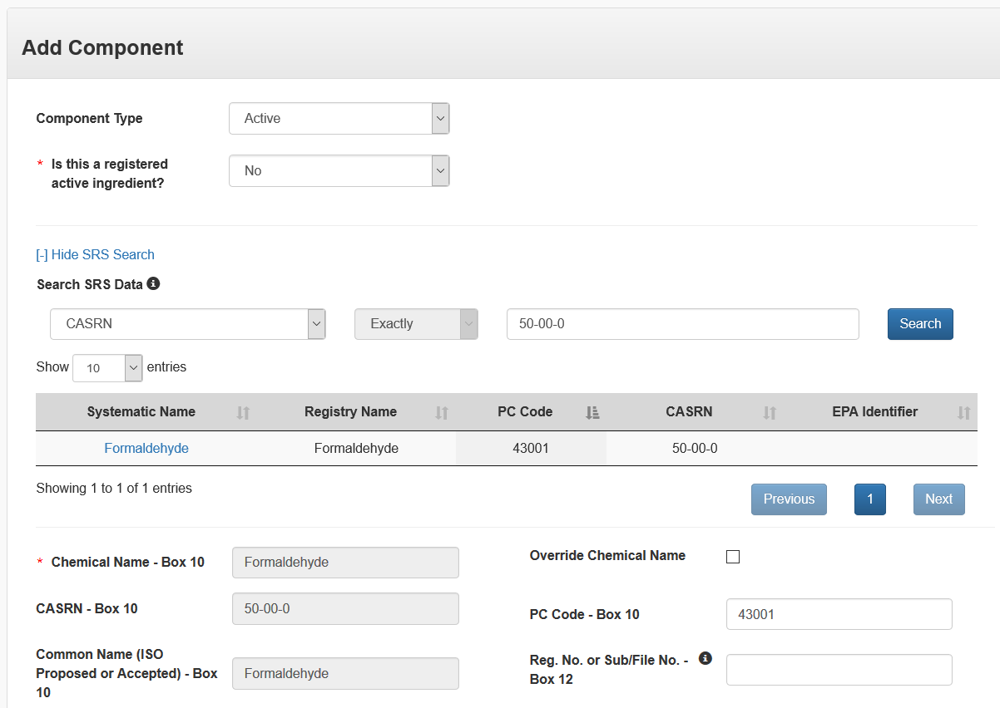 Add Component
Component Type
Active
* Is this a registered
active ingredient?
No
[-] Hide SRS Search
Search SRS Data
CASRN
Exactly
50-00-0
Search
Show 10 entries
Systematic Name Registry Name PC Code CASRN EPA Identifier
Formaldehyde Formaldehyde 43001 50-00-0
Showing 1 to 1 of 1 entries
Previous 1 Next
* Chemical Name - Box 10
Formaldehyde
Override Chemical Name
CASRN - Box 10
50-00-0
PC Code - Box 10
43001
Common Name (ISO
Proposed or Accepted) - Box
10
Formaldehyde
Reg. No. or Sub/File No. -
Box 12